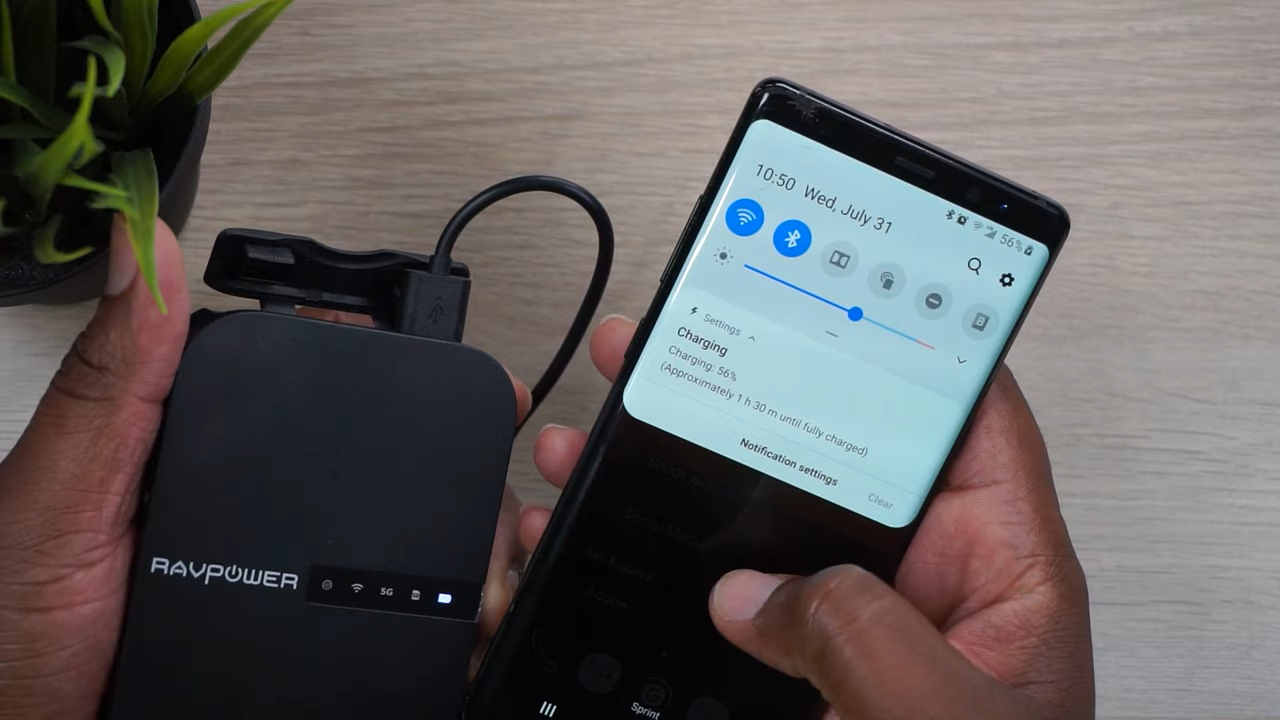 10:50 Wed, July 31
56%
Settings
Charging
Charging: 56%
(Approximately 1 h 30 m until fully charged)
Notification settings
Clear
RAVPOWER
5G
Sprint